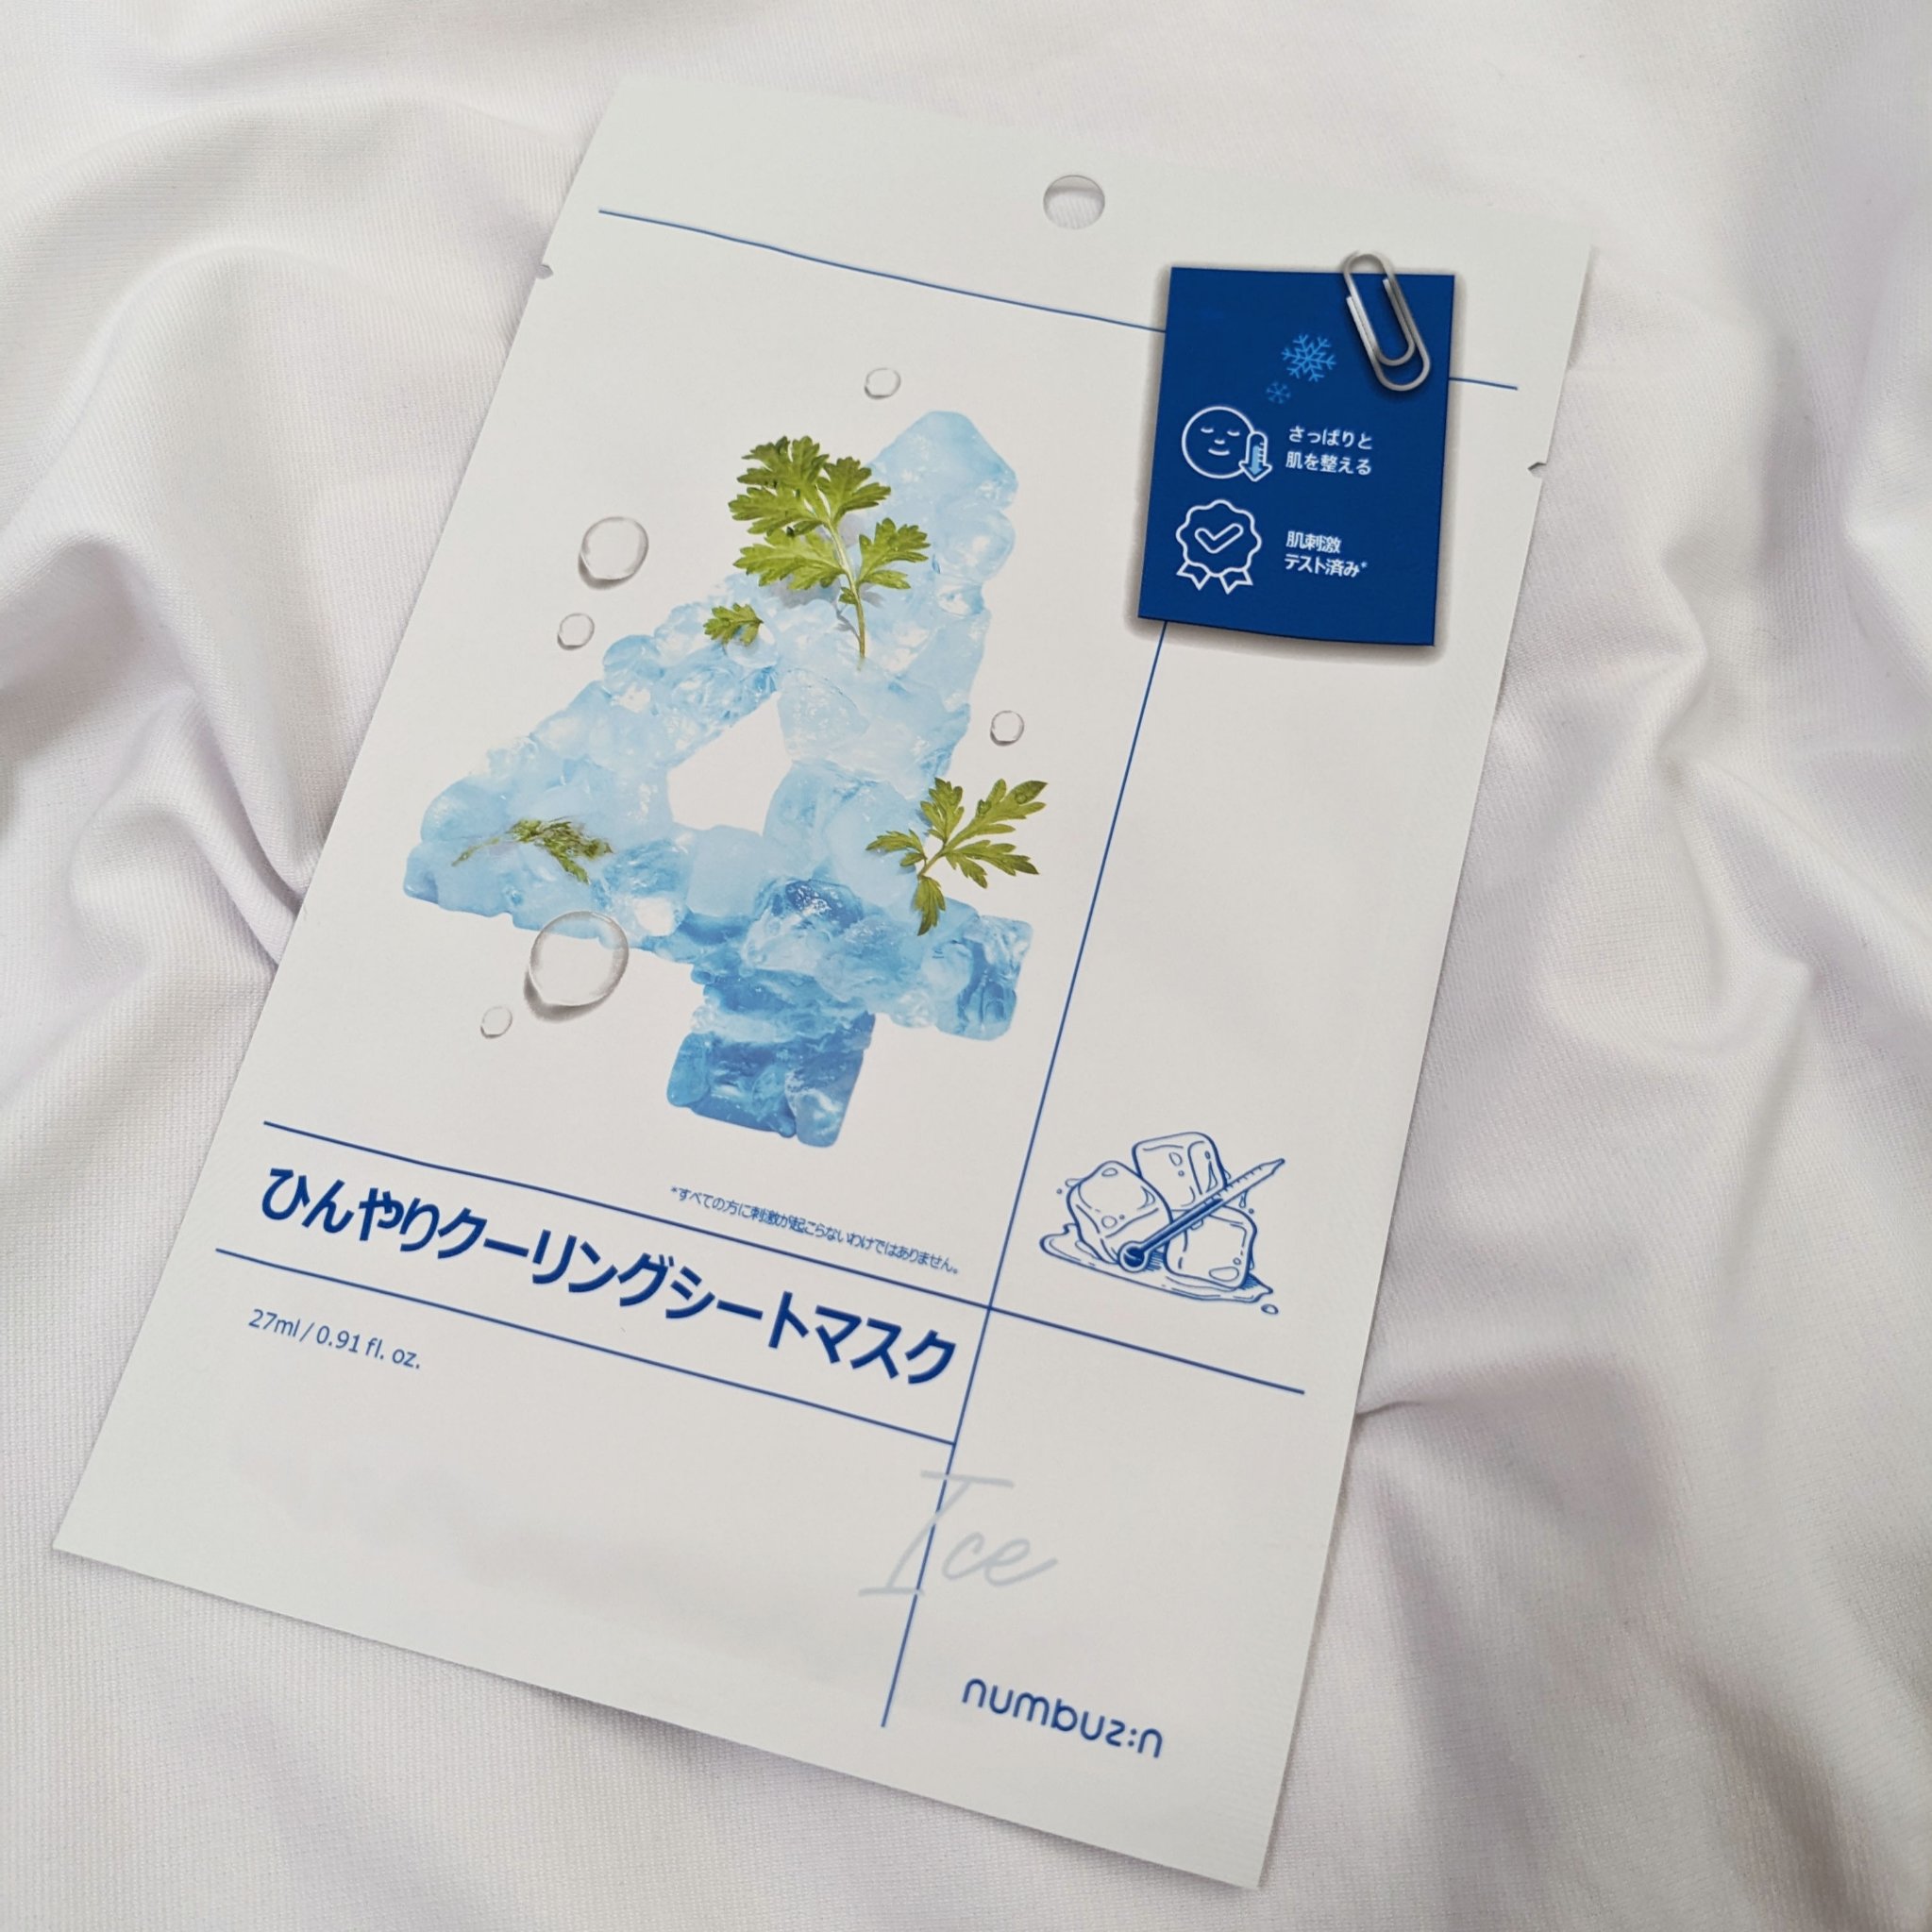 さっぱりと
肌を整える
肌刺激
テスト済み*
4
*すべての方に刺激が起こらないわけではありません。
ひんやりクーリングシートマスク
27ml / 0.91 fl. oz.
Ice
numbuz:n